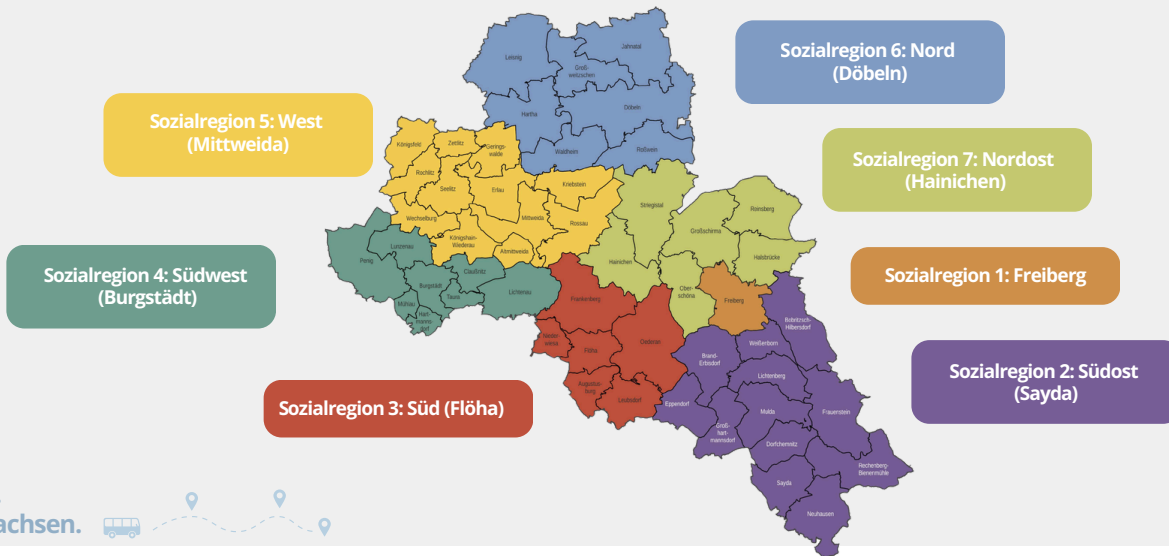 Sozialregion 6: Nord
(Döbeln)
Sozialregion 5: West
(Mittweida)
Sozialregion 7: Nordost
(Hainichen)
Sozialregion 4: Südwest
(Burgstädt)
Sozialregion 1: Freiberg
Sozialregion 2: Südost
(Sayda)
Sozialregion 3: Süd (Flöha)
Leisnig
Jahnatal
Groß-
weitzschen
Hartha
Döbeln
Waldheim
Roßwein
Königsfeld
Zettlitz
Gerings-
walde
Rochlitz
Seelitz
Erlau
Kriebstein
Wechselburg
Mittweida
Rossau
Königshain-
Wiederau
Altmittweida
Striegistal
Reinsberg
Großschirma
Hainichen
Halsbrücke
Ober-
schöna
Freiberg
Penig
Lunzenau
Burgstädt
Claußnitz
Taura
Lichtenau
Mühlau
Hart-
manns
dorf
Frankenberg
Nieder-
wiesa
Flöha
Oederan
Augustus-
burg
Leubsdorf
Bobritzsch-
Hilbersdorf
Weißenborn
Brand-
Erbisdorf
Lichtenberg
Eppendorf
Mulda
Frauenstein
Groß-
hart-
mannsdorf
Dorfchemnitz
Rechenberg-
Bienenmühle
Sayda
Neuhausen
achsen.